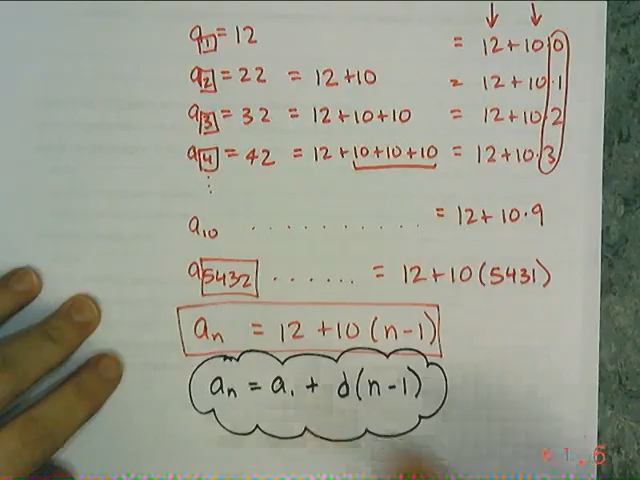 a₁ = 12 = 12 + 10·0
a₂ = 22 = 12 + 10 = 12 + 10·1
a₃ = 32 = 12 + 10 + 10 = 12 + 10·2
a₄ = 42 = 12 + 10 + 10 + 10 = 12 + 10·3
⋮
a₁₀ . . . . . . . . . . . = 12 + 10·9
a₅₄₃₂ . . . . . . = 12 + 10(5431)
aₙ = 12 + 10(n-1)
aₙ = a₁ + d(n-1)
x 1.6